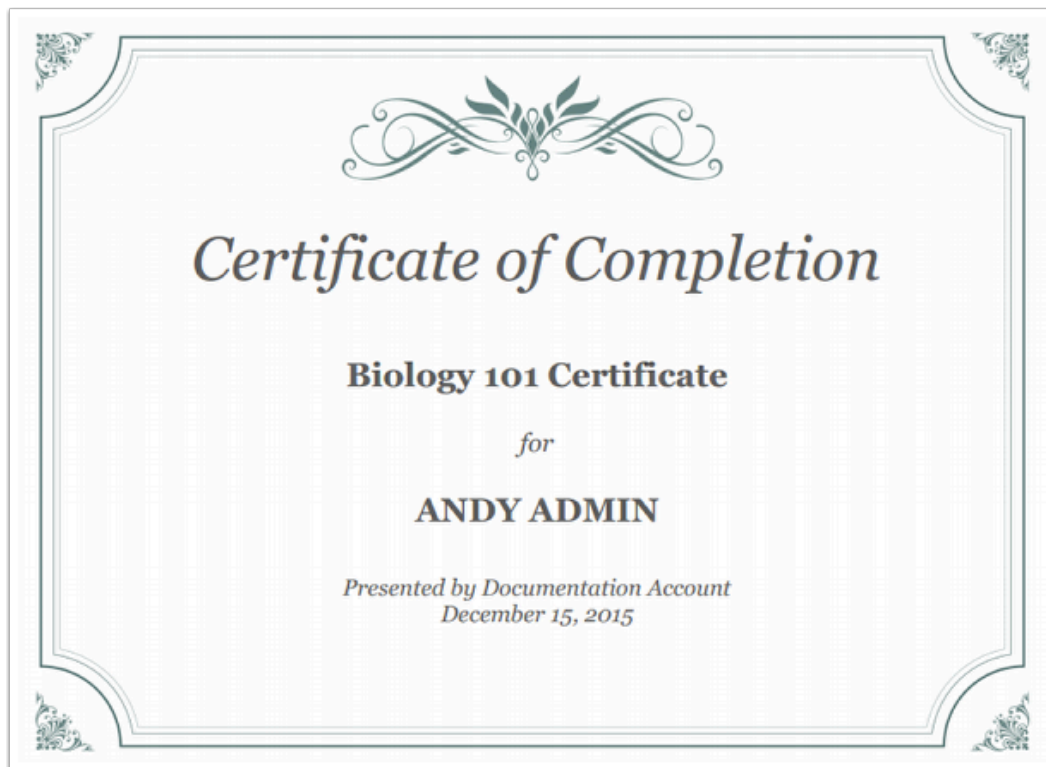 Certificate of Completion
Biology 101 Certificate
for
ANDY ADMIN
Presented by Documentation Account
December 15, 2015